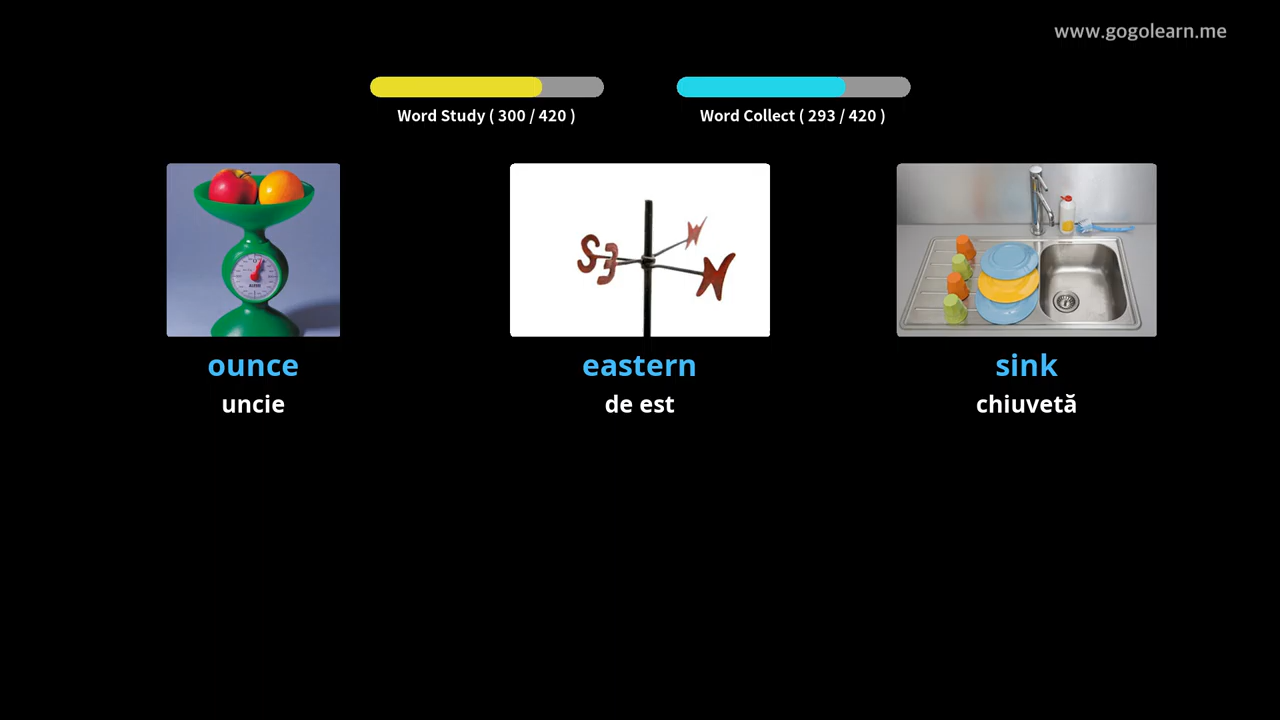 www.gogolearn.me
Word Study ( 300 / 420 )
Word Collect ( 293 / 420 )
S E N W
ounce
eastern
sink
uncie
de est
chiuvetă